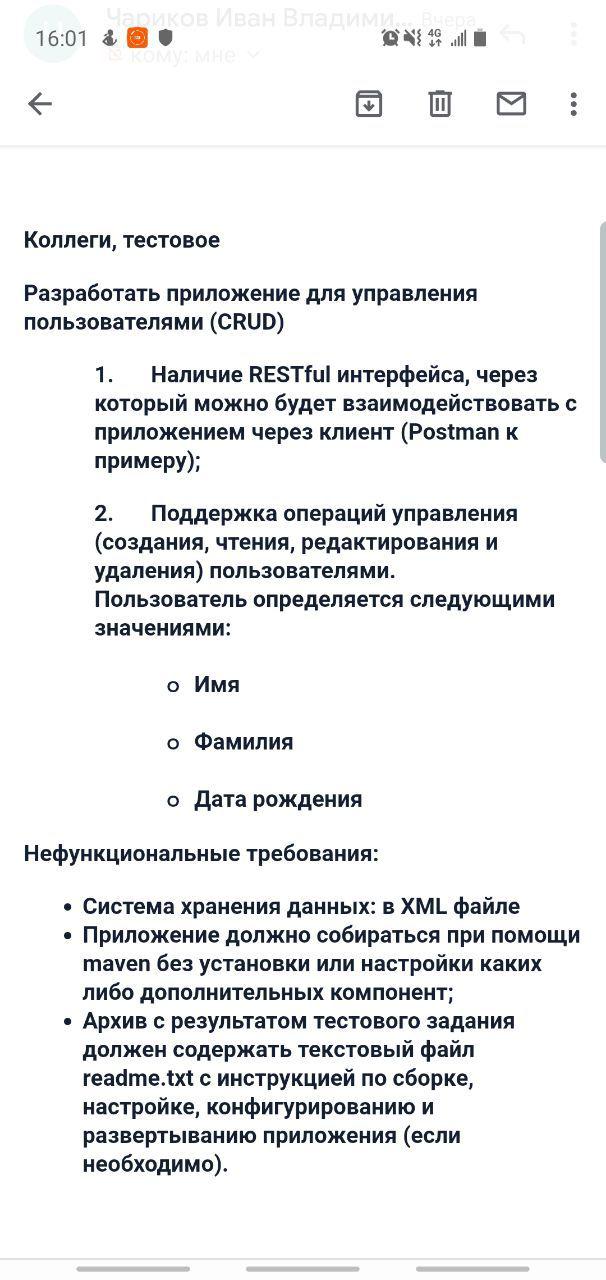 Чариков Иван Владими... Вчера
16:01 4G
кому: мне
Коллеги, тестовое
Разработать приложение для управления
пользователями (CRUD)
1. Наличие RESTful интерфейса, через
который можно будет взаимодействовать с
приложением через клиент (Postman к
примеру);
2. Поддержка операций управления
(создания, чтения, редактирования и
удаления) пользователями.
Пользователь определяется следующими
значениями:
o Имя
o Фамилия
o Дата рождения
Нефункциональные требования:
• Система хранения данных: в XML файле
• Приложение должно собираться при помощи
maven без установки или настройки каких
либо дополнительных компонент;
• Архив с результатом тестового задания
должен содержать текстовый файл
readme.txt с инструкцией по сборке,
настройке, конфигурированию и
развертыванию приложения (если
необходимо).